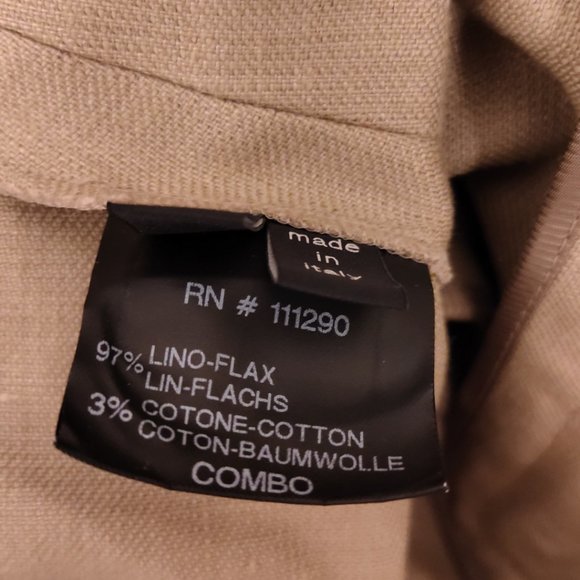 made
in
italy
RN # 111290
97% LINO-FLAX
LIN-FLACHS
3% COTONE-COTTON
COTON-BAUMWOLLE
COMBO